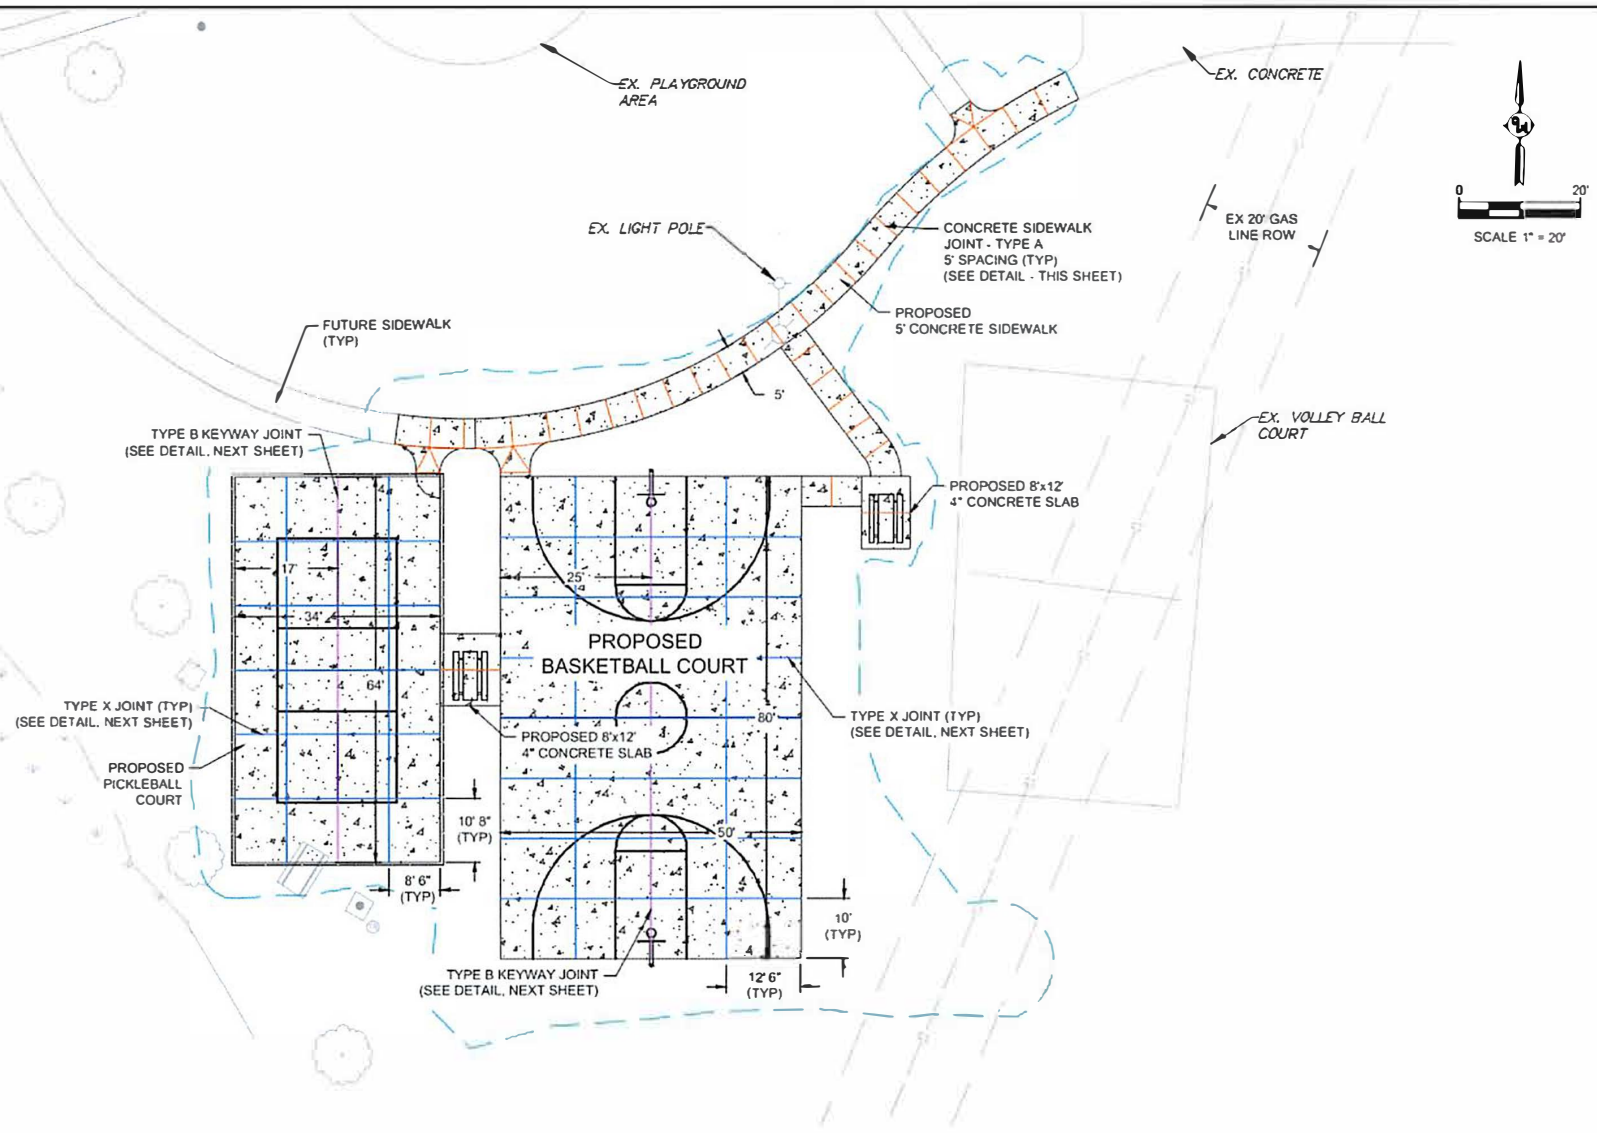 EX. PLAYGROUND
AREA
EX. CONCRETE
0
20'
SCALE 1" = 20'
EX 20' GAS
LINE ROW
EX. LIGHT POLE
CONCRETE SIDEWALK
JOINT - TYPE A
5' SPACING (TYP)
(SEE DETAIL - THIS SHEET)
PROPOSED
5' CONCRETE SIDEWALK
FUTURE SIDEWALK
(TYP)
5'
EX. VOLLEY BALL
COURT
TYPE B KEYWAY JOINT
(SEE DETAIL, NEXT SHEET)
PROPOSED 8'x12'
4" CONCRETE SLAB
17'
25'
34'
PROPOSED
BASKETBALL COURT
64'
TYPE X JOINT (TYP)
(SEE DETAIL, NEXT SHEET)
80'
TYPE X JOINT (TYP)
(SEE DETAIL, NEXT SHEET)
PROPOSED 8'x12'
4" CONCRETE SLAB
PROPOSED
PICKLEBALL
COURT
10' 8"
(TYP)
50'
8' 6"
(TYP)
10'
(TYP)
TYPE B KEYWAY JOINT
(SEE DETAIL, NEXT SHEET)
12' 6"
(TYP)